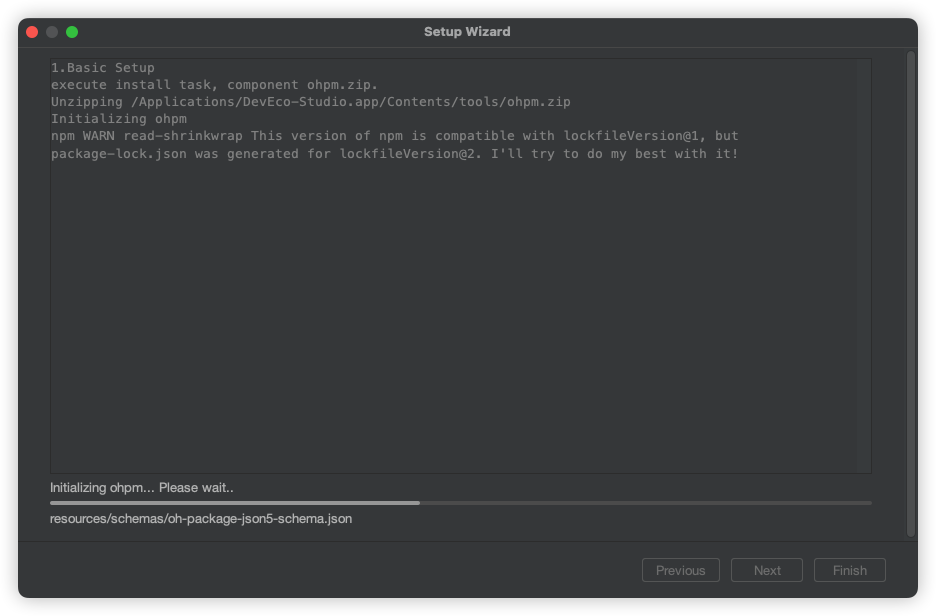 Setup Wizard
1.Basic Setup
execute install task, component ohpm.zip.
Unzipping /Applications/DevEco-Studio.app/Contents/tools/ohpm.zip
Initializing ohpm
npm WARN read-shrinkwrap This version of npm is compatible with lockfileVersion@1, but
package-lock.json was generated for lockfileVersion@2. I'll try to do my best with it!
Initializing ohpm... Please wait..
resources/schemas/oh-package-json5-schema.json
Previous
Next
Finish